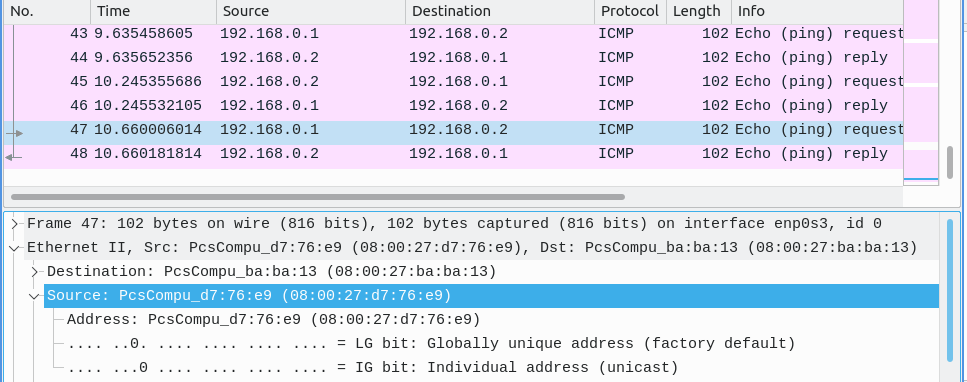 No. Time Source Destination Protocol Length Info
43 9.635458605 192.168.0.1 192.168.0.2 ICMP 102 Echo (ping) request
44 9.635652356 192.168.0.2 192.168.0.1 ICMP 102 Echo (ping) reply
45 10.245355686 192.168.0.1 192.168.0.2 ICMP 102 Echo (ping) request
46 10.245532105 192.168.0.2 192.168.0.1 ICMP 102 Echo (ping) reply
47 10.660006014 192.168.0.1 192.168.0.2 ICMP 102 Echo (ping) request
48 10.660181814 192.168.0.2 192.168.0.1 ICMP 102 Echo (ping) reply
Frame 47: 102 bytes on wire (816 bits), 102 bytes captured (816 bits) on interface enp0s3, id 0
Ethernet II, Src: PcsCompu_d7:76:e9 (08:00:27:d7:76:e9), Dst: PcsCompu_ba:ba:13 (08:00:27:ba:ba:13)
Destination: PcsCompu_ba:ba:13 (08:00:27:ba:ba:13)
Source: PcsCompu_d7:76:e9 (08:00:27:d7:76:e9)
Address: PcsCompu_d7:76:e9 (08:00:27:d7:76:e9)
.... ..0. .... .... .... .... = LG bit: Globally unique address (factory default)
.... ...0 .... .... .... .... = IG bit: Individual address (unicast)